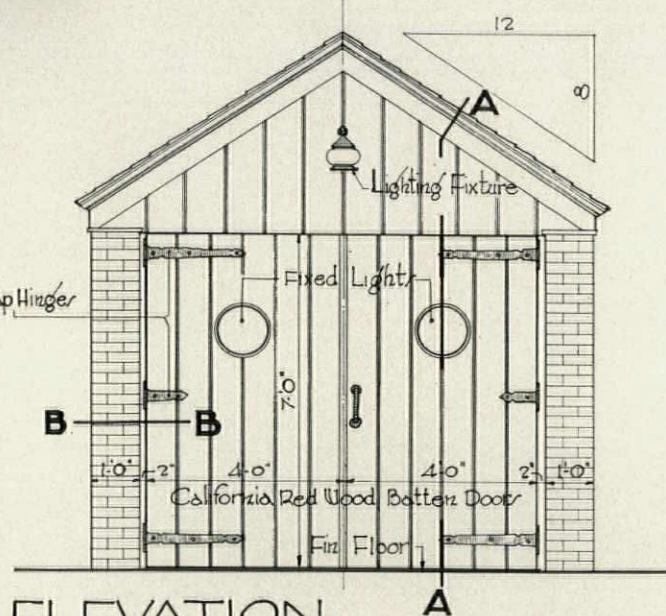 12
8
A
Lighting Fixture
Fixed Lights
p Hinges
7'-0"
B B
1'-0" 2" 4'-0" 4'-0" 2" 1'-0"
California Red Wood Batten Doors
Fin Floor
A
ELEVATION